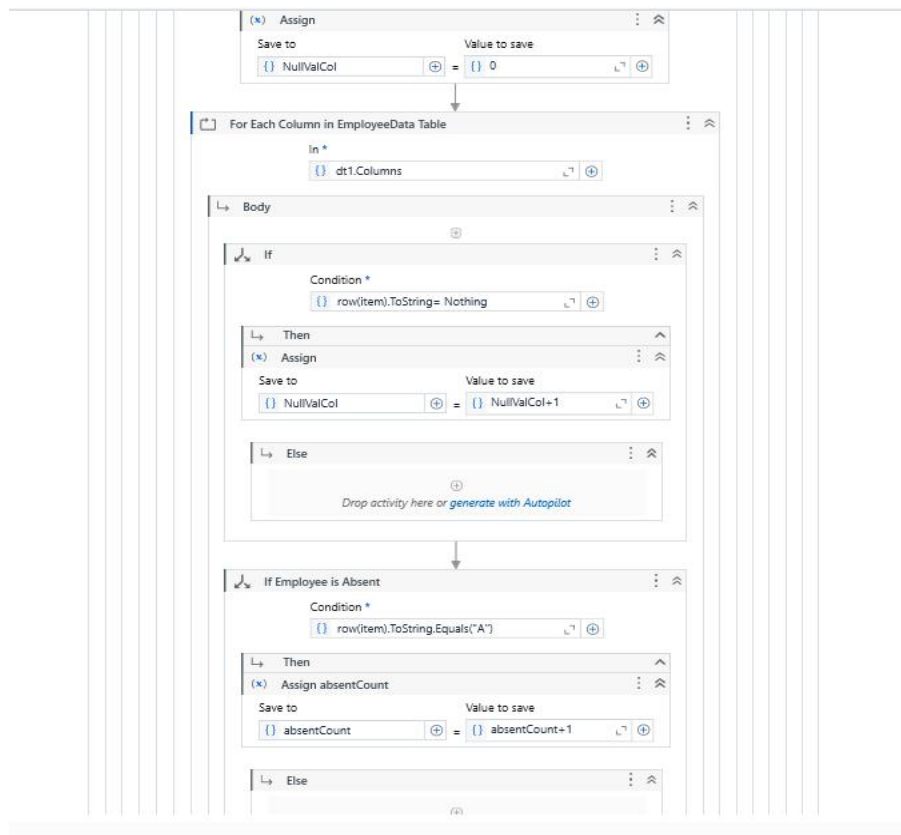 (x) Assign
Save to Value to save
{} NullValCol = {} 0
For Each Column in EmployeeData Table
In *
{} dt1.Columns
Body
If
Condition *
{} row(item).ToString= Nothing
Then
(x) Assign
Save to Value to save
{} NullValCol = {} NullValCol+1
Else
Drop activity here or generate with Autopilot
If Employee is Absent
Condition *
{} row(item).ToString.Equals("A")
Then
(x) Assign absentCount
Save to Value to save
{} absentCount = {} absentCount+1
Else